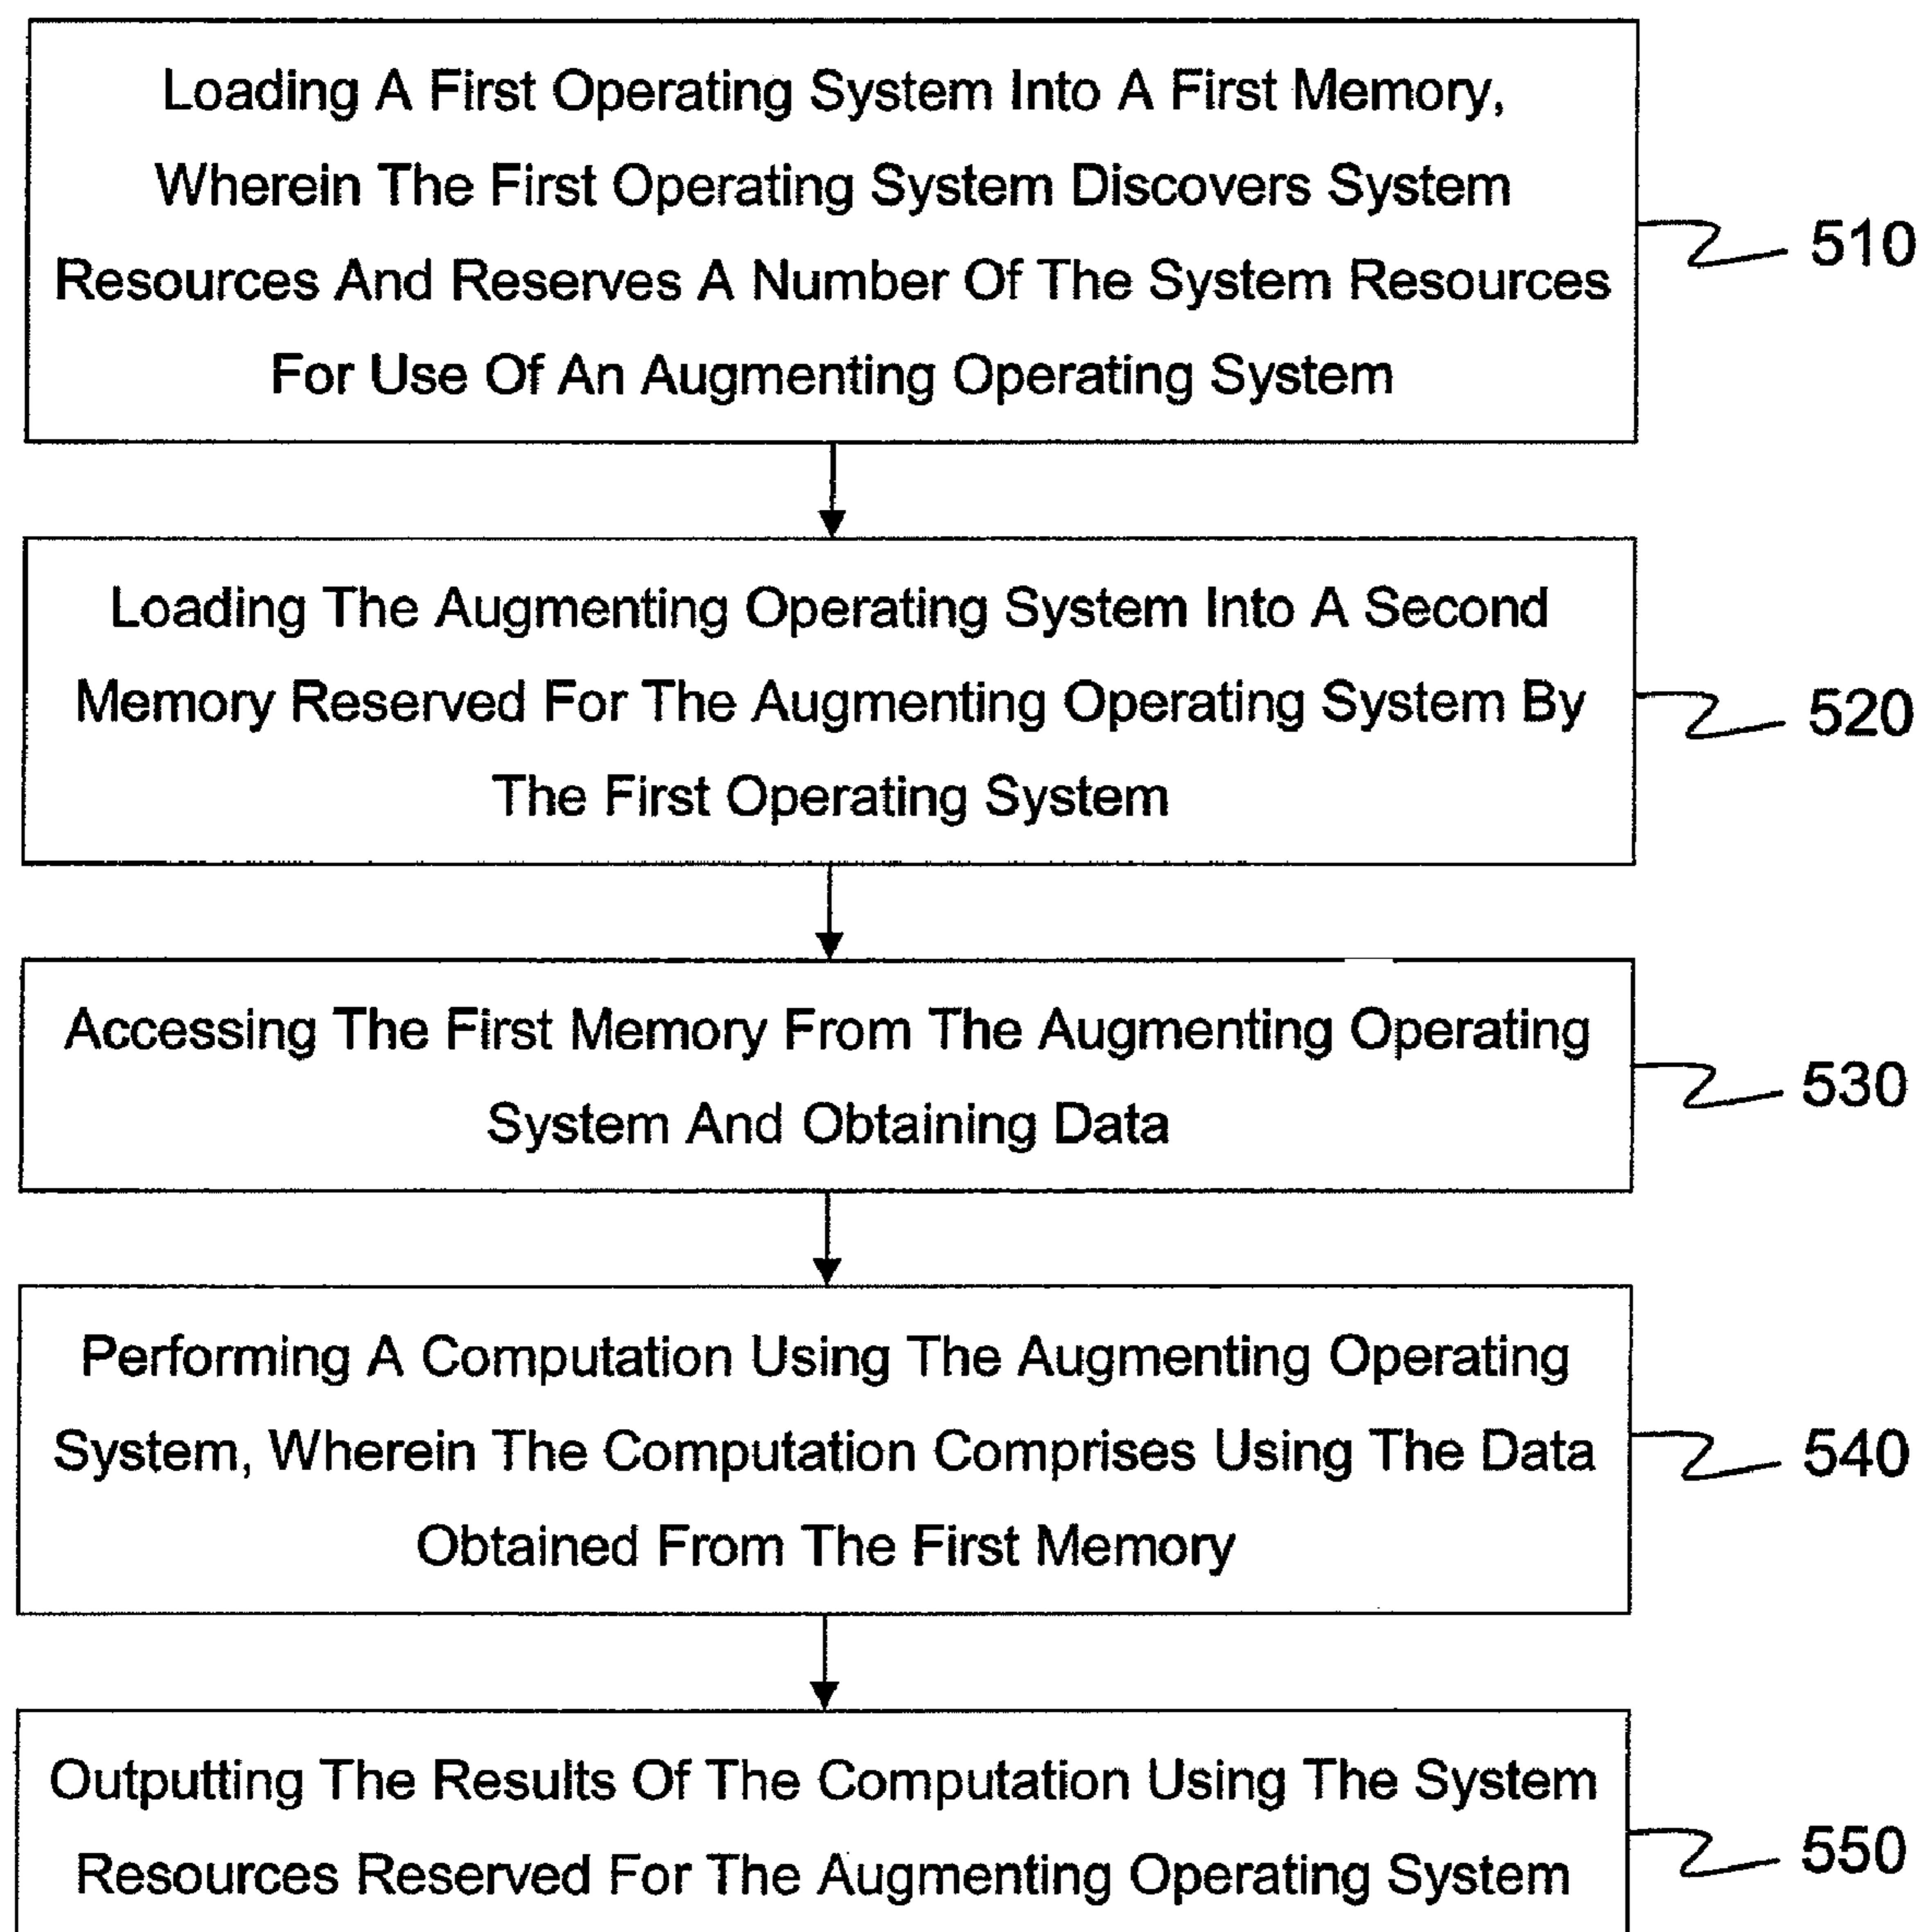 Loading A First Operating System Into A First Memory,
Wherein The First Operating System Discovers System
Resources And Reserves A Number Of The System Resources
For Use Of An Augmenting Operating System
510
Loading The Augmenting Operating System Into A Second
Memory Reserved For The Augmenting Operating System By
The First Operating System
520
Accessing The First Memory From The Augmenting Operating
System And Obtaining Data
530
Performing A Computation Using The Augmenting Operating
System, Wherein The Computation Comprises Using The Data
Obtained From The First Memory
540
Outputting The Results Of The Computation Using The System
Resources Reserved For The Augmenting Operating System
550